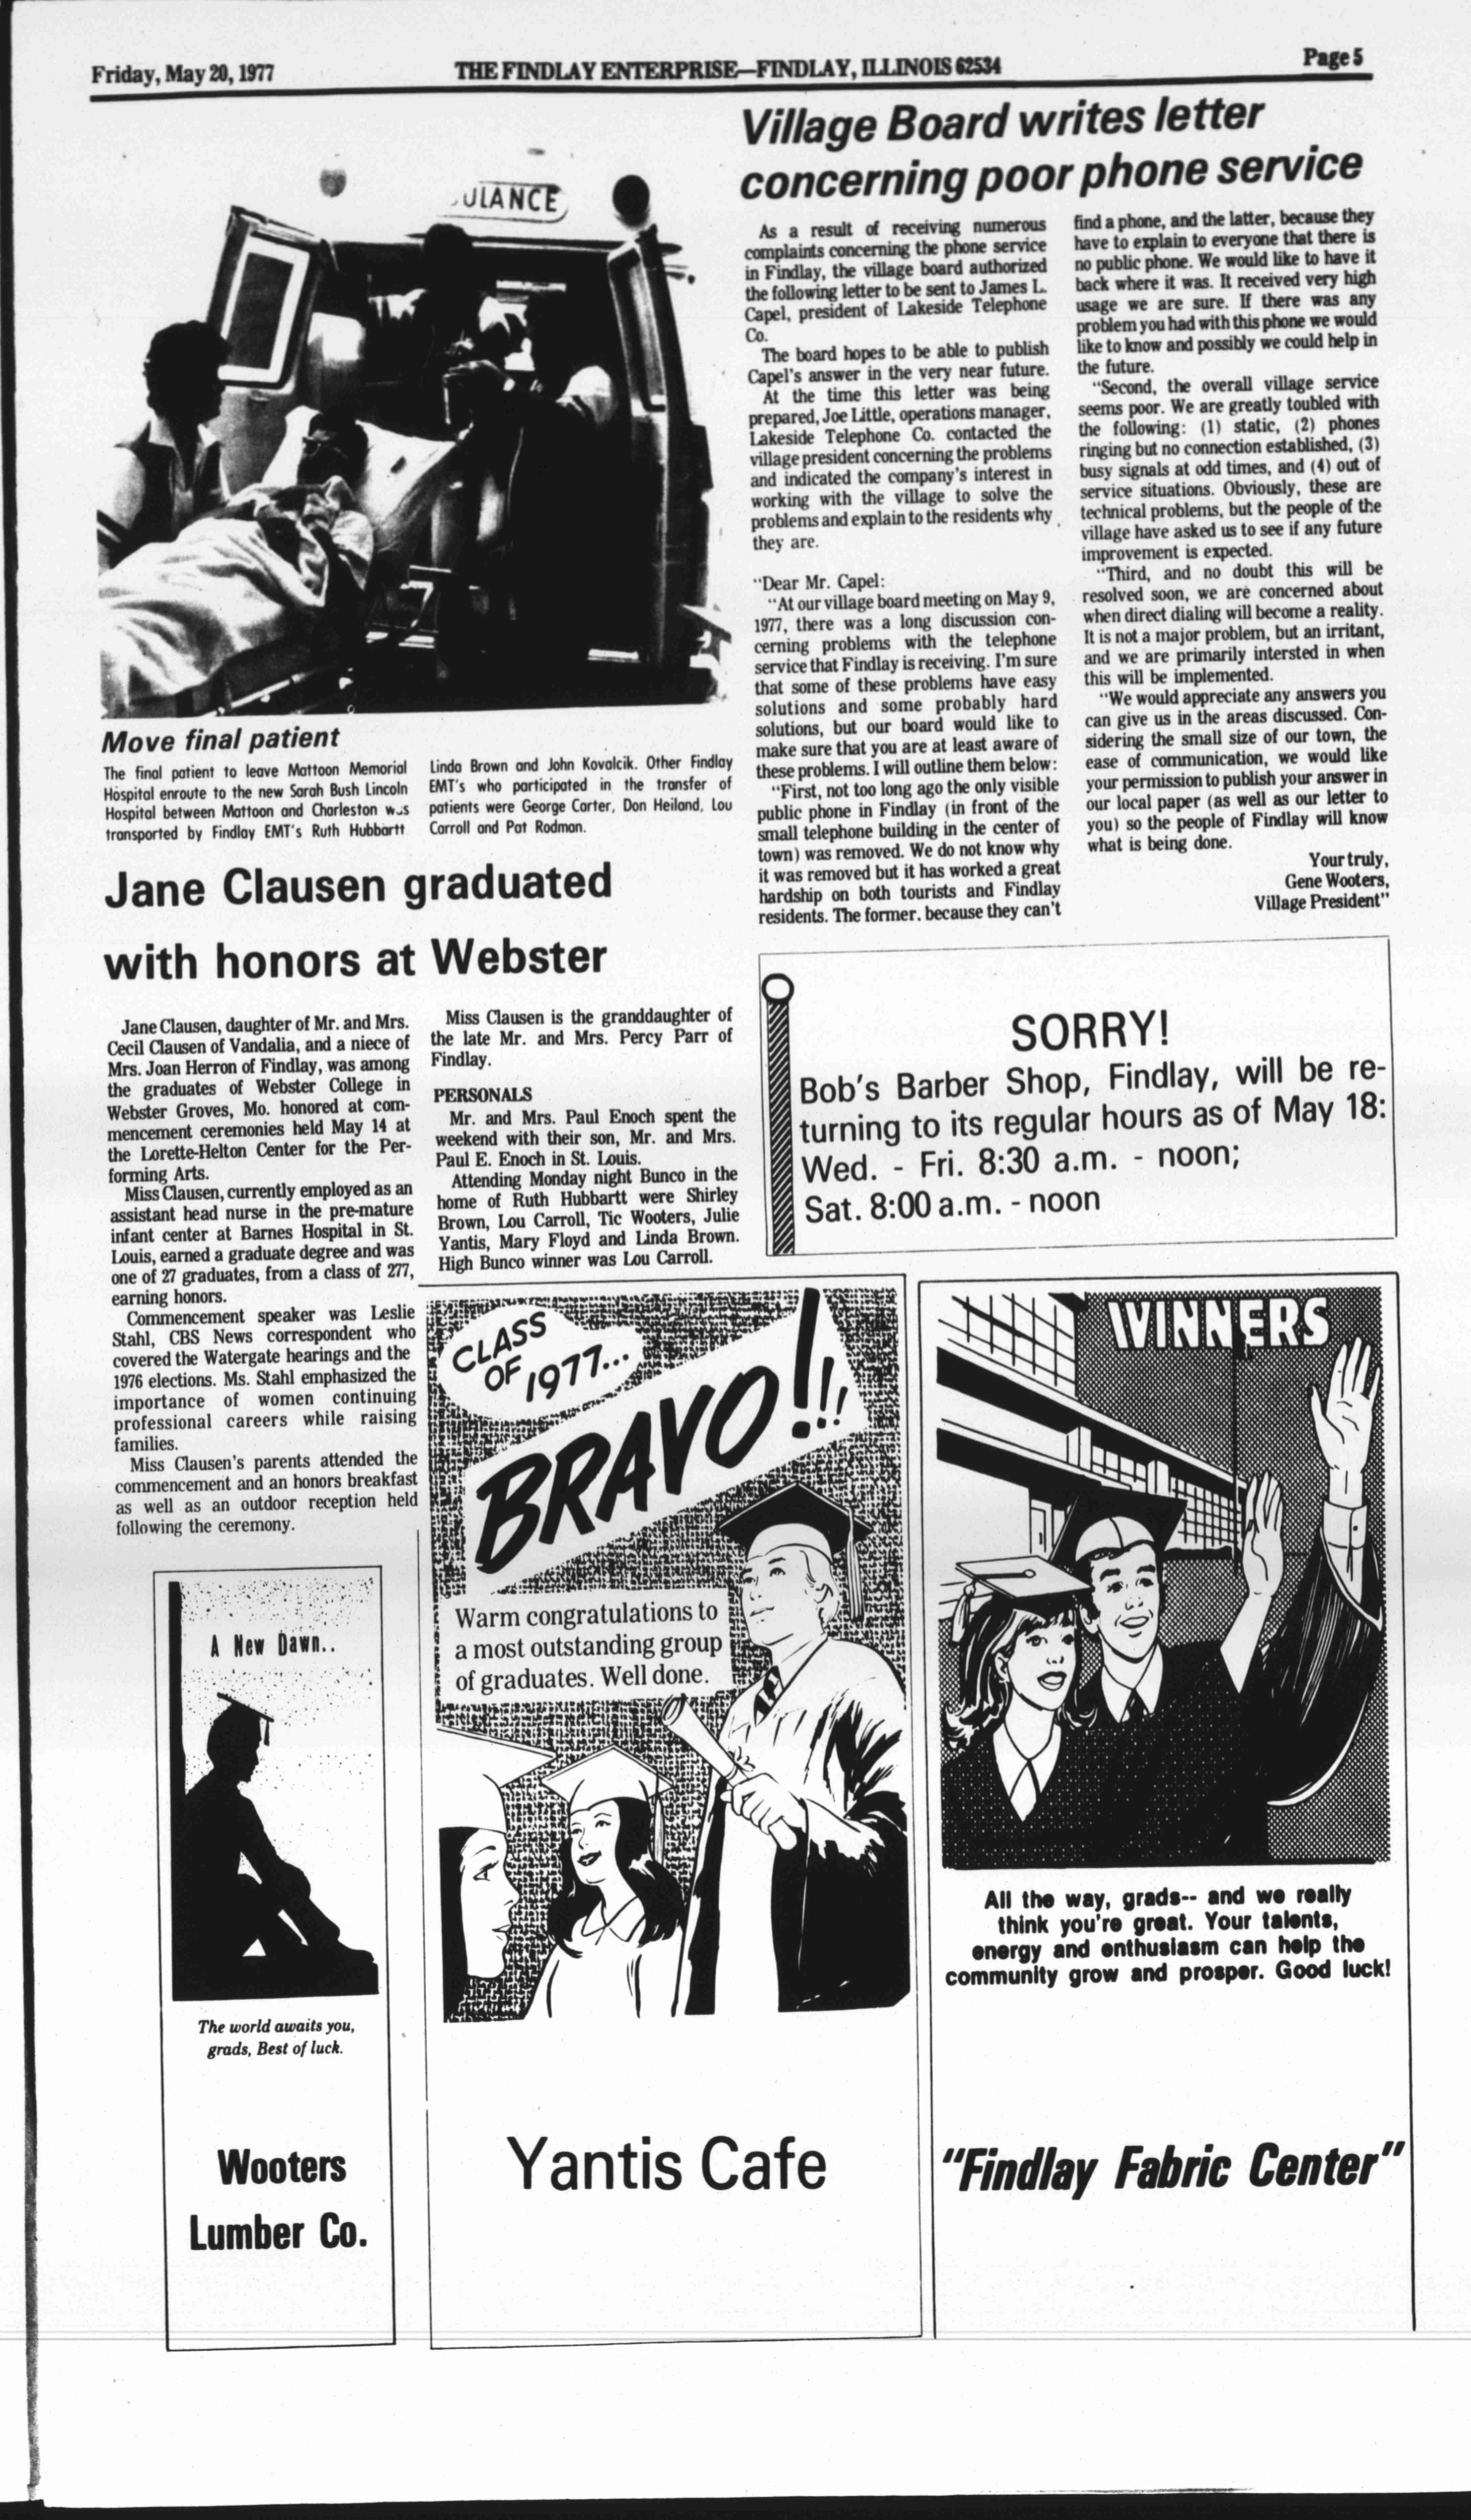 Friday, May 20, 1977
THE FINDLAY ENTERPRISE—FINDLAY, ILLINOIS 62534
Page 5
ULANCE
Move final patient
The final patient to leave Mattoon Memorial
Hospital enroute to the new Sarah Bush Lincoln
Hospital between Mattoon and Charleston was
transported by Findlay EMT's Ruth Hubbartt
Linda Brown and John Kovalcik. Other Findlay
EMT's who participated in the transfer of
patients were George Carter, Don Heiland, Lou
Carroll and Pat Rodman.
Village Board writes letter
concerning poor phone service
As a result of receiving numerous
complaints concerning the phone service
in Findlay, the village board authorized
the following letter to be sent to James L.
Capel, president of Lakeside Telephone
Co.
The board hopes to be able to publish
Capel's answer in the very near future.
At the time this letter was being
prepared, Joe Little, operations manager,
Lakeside Telephone Co. contacted the
village president concerning the problems
and indicated the company's interest in
working with the village to solve the
problems and explain to the residents why
they are.
"Dear Mr. Capel:
"At our village board meeting on May 9,
1977, there was a long discussion con-
cerning problems with the telephone
service that Findlay is receiving. I'm sure
that some of these problems have easy
solutions and some probably hard
solutions, but our board would like to
make sure that you are at least aware of
these problems. I will outline them below:
"First, not too long ago the only visible
public phone in Findlay (in front of the
small telephone building in the center of
town) was removed. We do not know why
it was removed but it has worked a great
hardship on both tourists and Findlay
residents. The former. because they can't
find a phone, and the latter, because they
have to explain to everyone that there is
no public phone. We would like to have it
back where it was. It received very high
usage we are sure. If there was any
problem you had with this phone we would
like to know and possibly we could help in
the future.
"Second, the overall village service
seems poor. We are greatly toubled with
the following: (1) static, (2) phones
ringing but no connection established, (3)
busy signals at odd times, and (4) out of
service situations. Obviously, these are
technical problems, but the people of the
village have asked us to see if any future
improvement is expected.
"Third, and no doubt this will be
resolved soon, we are concerned about
when direct dialing will become a reality.
It is not a major problem, but an irritant,
and we are primarily intersted in when
this will be implemented.
"We would appreciate any answers you
can give us in the areas discussed. Con-
sidering the small size of our town, the
ease of communication, we would like
your permission to publish your answer in
our local paper (as well as our letter to
you) so the people of Findlay will know
what is being done.
Your truly,
Gene Wooters,
Village President"
Jane Clausen graduated
with honors at Webster
Jane Clausen, daughter of Mr. and Mrs.
Cecil Clausen of Vandalia, and a niece of
Mrs. Joan Herron of Findlay, was among
the graduates of Webster College in
Webster Groves, Mo. honored at com-
mencement ceremonies held May 14 at
the Lorette-Helton Center for the Per-
forming Arts.
Miss Clausen, currently employed as an
assistant head nurse in the pre-mature
infant center at Barnes Hospital in St.
Louis, earned a graduate degree and was
one of 27 graduates, from a class of 277,
earning honors.
Commencement speaker was Leslie
Stahl, CBS News correspondent who
covered the Watergate hearings and the
1976 elections. Ms. Stahl emphasized the
importance of women continuing
professional careers while raising
families.
Miss Clausen's parents attended the
commencement and an honors breakfast
as well as an outdoor reception held
following the ceremony.
Miss Clausen is the granddaughter of
the late Mr. and Mrs. Percy Parr of
Findlay.
PERSONALS
Mr. and Mrs. Paul Enoch spent the
weekend with their son, Mr. and Mrs.
Paul E. Enoch in St. Louis.
Attending Monday night Bunco in the
home of Ruth Hubbartt were Shirley
Brown, Lou Carroll, Tic Wooters, Julie
Yantis, Mary Floyd and Linda Brown.
High Bunco winner was Lou Carroll.
SORRY!
Bob's Barber Shop, Findlay, will be re-
turning to its regular hours as of May 18:
Wed. - Fri. 8:30 a.m. - noon;
Sat. 8:00 a.m. - noon
A New Dawn..
The world awaits you,
grads, Best of luck.
Wooters
Lumber Co.
CLASS
OF 1977...
BRAVO!!!
Warm congratulations to
a most outstanding group
of graduates. Well done.
Yantis Cafe
WINNERS
All the way, grads-- and we really
think you're great. Your talents,
energy and enthusiasm can help the
community grow and prosper. Good luck!
"Findlay Fabric Center"